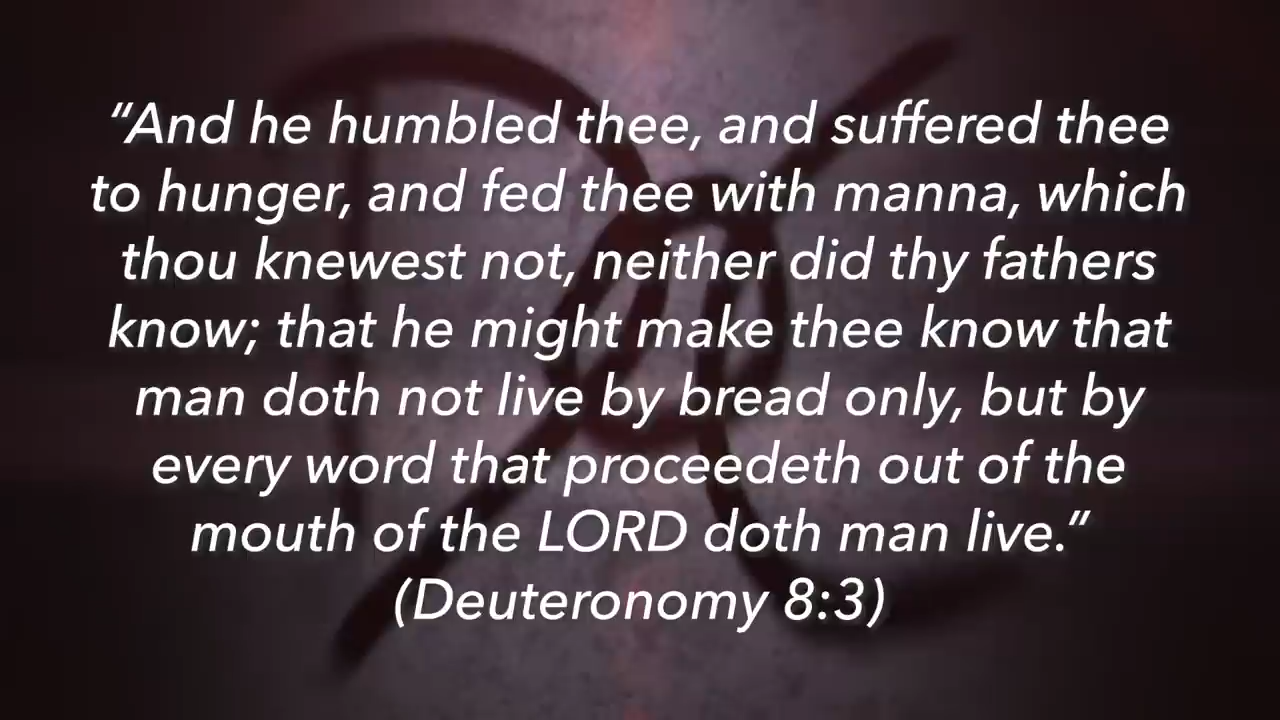 “And he humbled thee, and suffered thee
to hunger, and fed thee with manna, which
thou knewest not, neither did thy fathers
know; that he might make thee know that
man doth not live by bread only, but by
every word that proceedeth out of the
mouth of the LORD doth man live.”
(Deuteronomy 8:3)